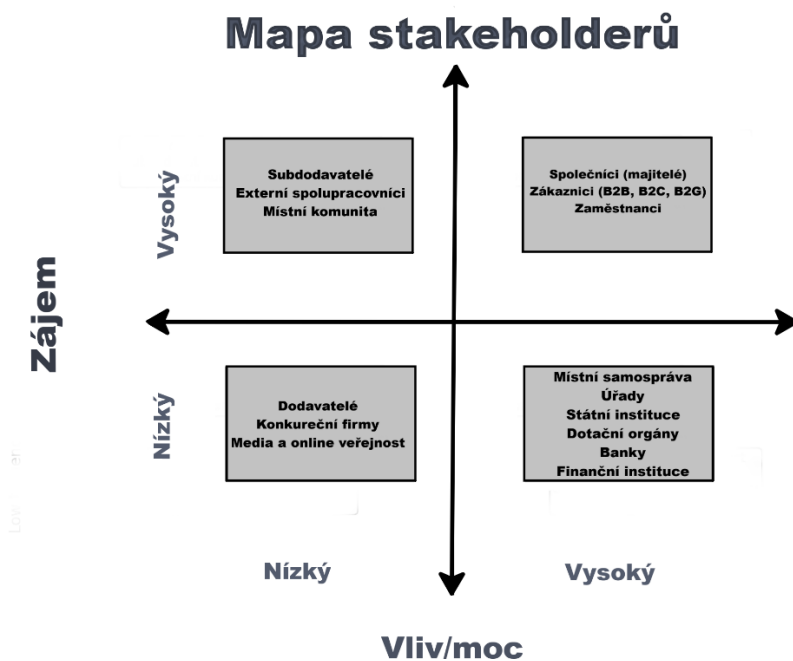 Mapa stakeholderů
Vysoký
Subdodavatelé
Externí spolupracovníci
Místní komunita
Společníci (majitelé)
Zákazníci (B2B, B2C, B2G)
Zaměstnanci
Zájem
Nízký
Dodavatelé
Konkureční firmy
Media a online veřejnost
Místní samospráva
Úřady
Státní instituce
Dotační orgány
Banky
Finanční instituce
Nízký
Vysoký
Vliv/moc